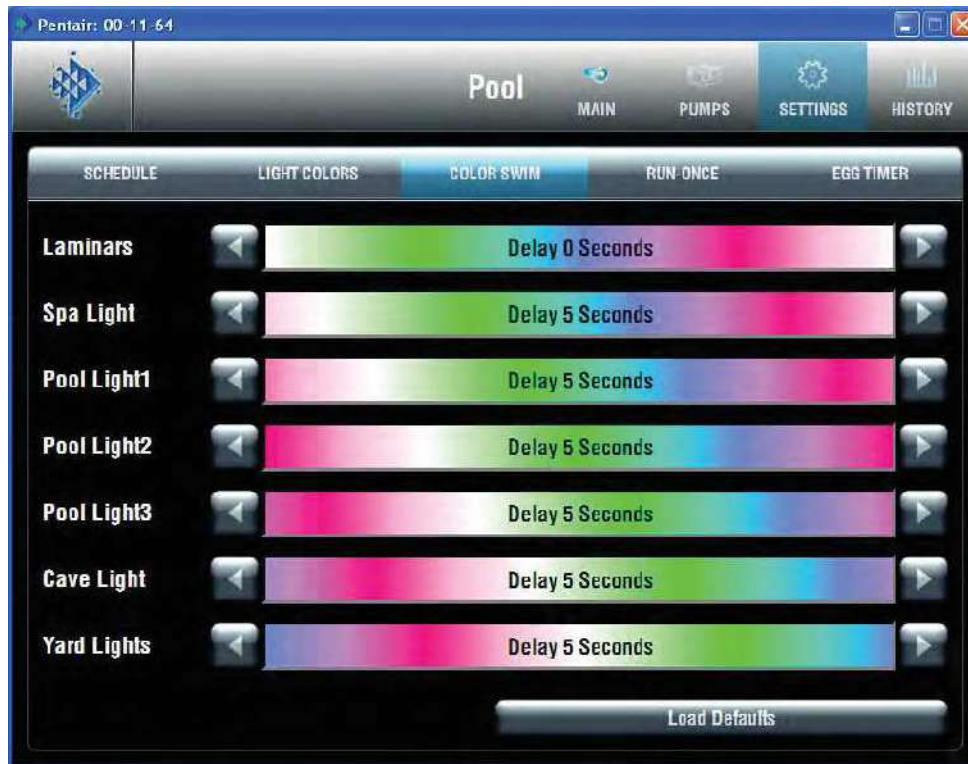 Pentair: 00-11-64
Pool
MAIN
PUMPS
SETTINGS
HISTORY
SCHEDULE
LIGHT COLORS
COLOR SWIM
RUN-ONCE
EGG TIMER
Laminars
Delay 0 Seconds
Spa Light
Delay 5 Seconds
Pool Light1
Delay 5 Seconds
Pool Light2
Delay 5 Seconds
Pool Light3
Delay 5 Seconds
Cave Light
Delay 5 Seconds
Yard Lights
Delay 5 Seconds
Load Defaults